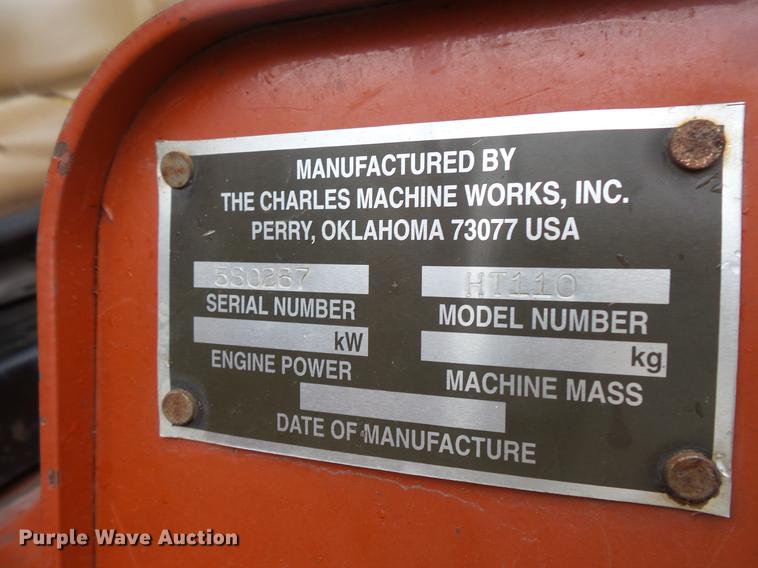 MANUFACTURED BY
THE CHARLES MACHINE WORKS, INC.
PERRY, OKLAHOMA 73077 USA
5S0267 HT110
SERIAL NUMBER MODEL NUMBER
kW kg
ENGINE POWER MACHINE MASS
DATE OF MANUFACTURE
Purple Wave Auction